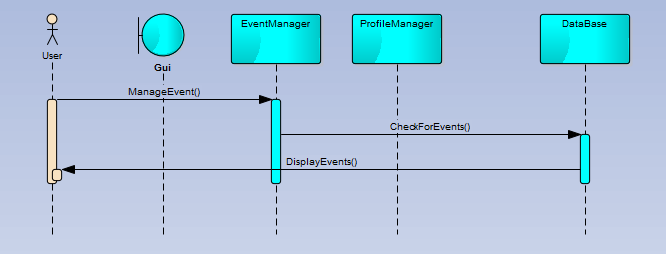 EventManager
ProfileManager
DataBase
User
Gui
ManageEvent()
CheckForEvents()
DisplayEvents()